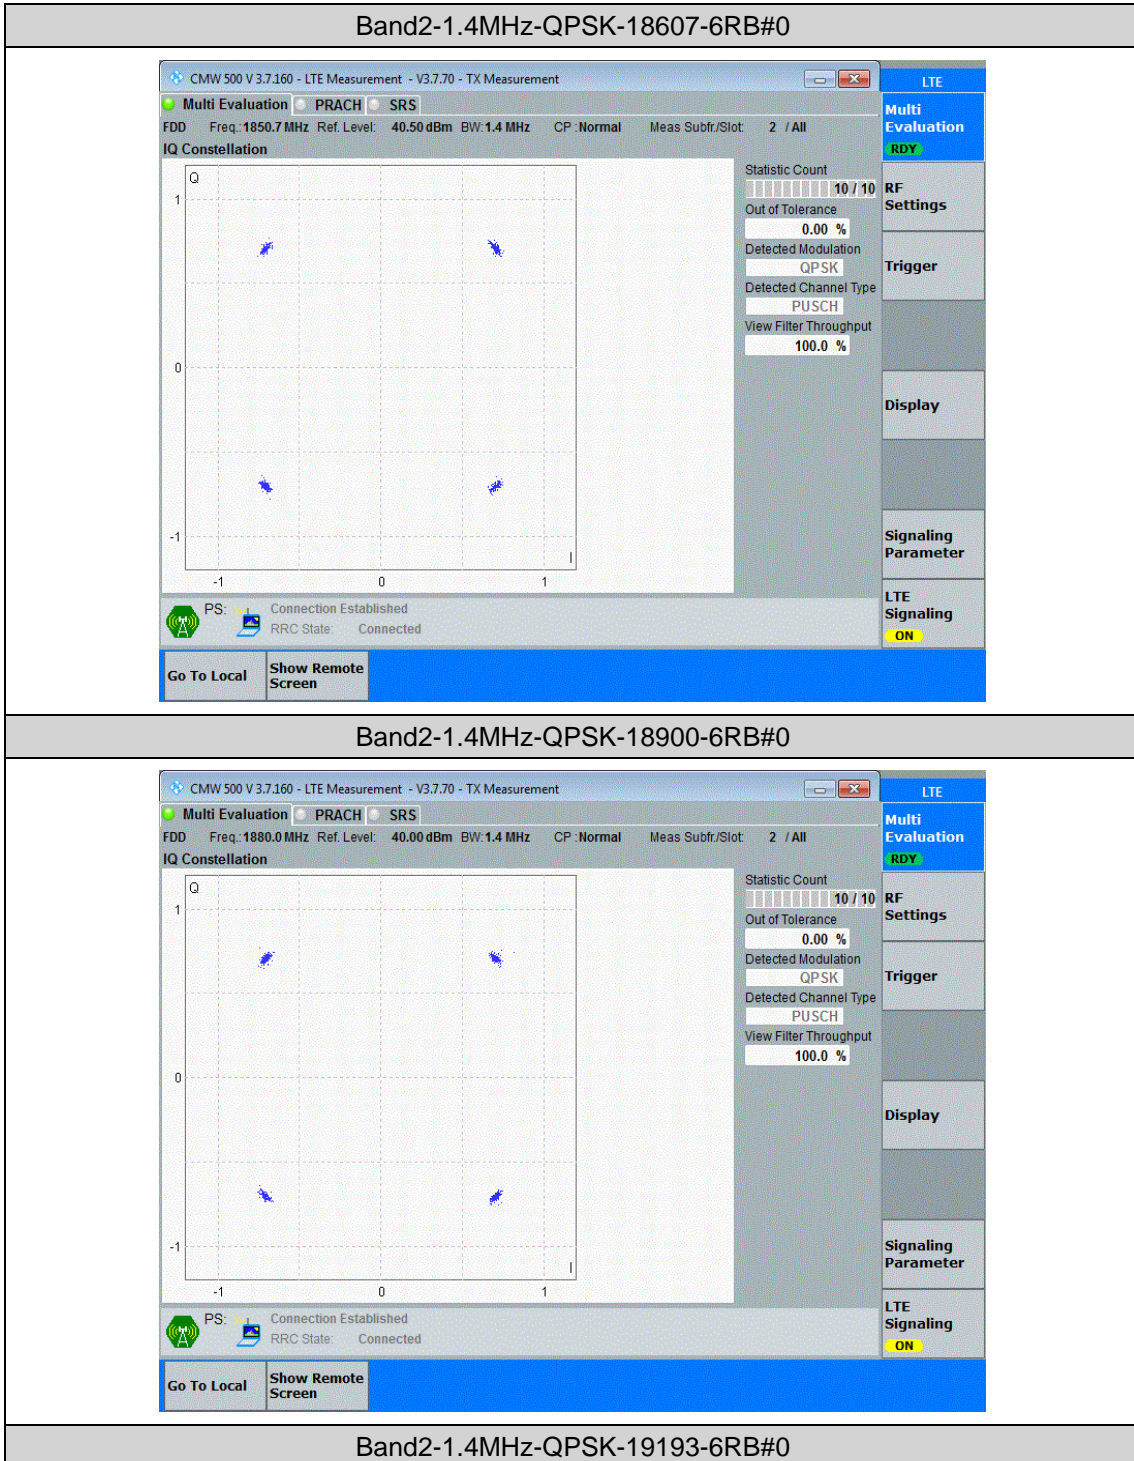 Band2-1.4MHz-QPSK-18607-6RB#0
CMW 500 V 3.7.160 - LTE Measurement - V3.7.70 - TX Measurement
LTE
Multi Evaluation PRACH SRS
FDD Freq.: 1850.7 MHz Ref. Level: 40.50 dBm BW: 1.4 MHz CP : Normal Meas Subfr./Slot: 2 / All
IQ Constellation
Multi
Evaluation
RDY
Q
1
0
-1
-1 0 1
I
Statistic Count
10 / 10
Out of Tolerance
0.00 %
Detected Modulation
QPSK
Detected Channel Type
PUSCH
View Filter Throughput
100.0 %
RF
Settings
Trigger
Display
Signaling
Parameter
LTE
Signaling
ON
PS: Connection Established
RRC State: Connected
Go To Local
Show Remote
Screen
Band2-1.4MHz-QPSK-18900-6RB#0
CMW 500 V 3.7.160 - LTE Measurement - V3.7.70 - TX Measurement
LTE
Multi Evaluation PRACH SRS
FDD Freq.: 1880.0 MHz Ref. Level: 40.00 dBm BW: 1.4 MHz CP : Normal Meas Subfr./Slot: 2 / All
IQ Constellation
Multi
Evaluation
RDY
Q
1
0
-1
-1 0 1
I
Statistic Count
10 / 10
Out of Tolerance
0.00 %
Detected Modulation
QPSK
Detected Channel Type
PUSCH
View Filter Throughput
100.0 %
RF
Settings
Trigger
Display
Signaling
Parameter
LTE
Signaling
ON
PS: Connection Established
RRC State: Connected
Go To Local
Show Remote
Screen
Band2-1.4MHz-QPSK-19193-6RB#0